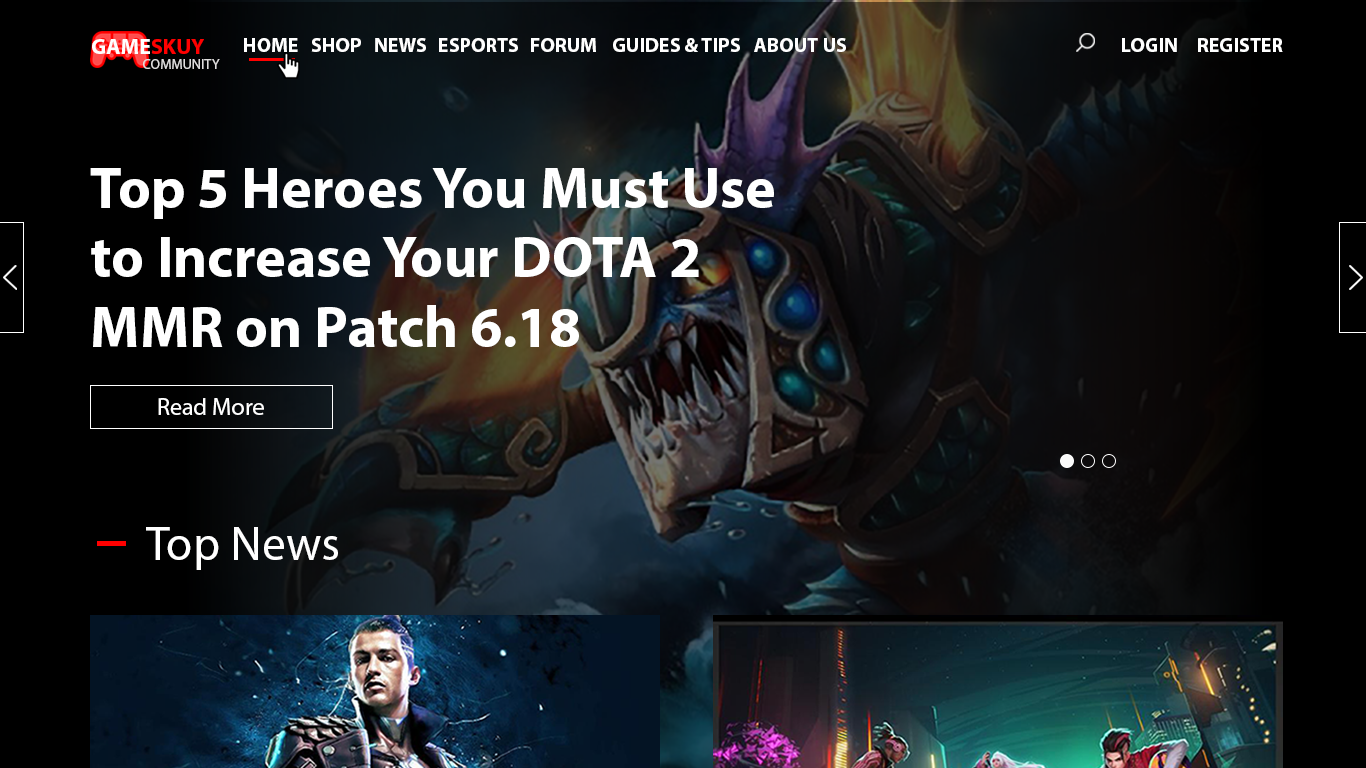 GAMESKUY
COMMUNITY
HOME SHOP NEWS ESPORTS FORUM GUIDES & TIPS ABOUT US
LOGIN REGISTER
Top 5 Heroes You Must Use
to Increase Your DOTA 2
MMR on Patch 6.18
Read More
Top News